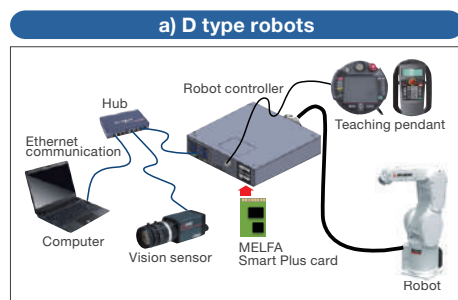 a) D type robots
Robot controller
Hub
Teaching pendant
Ethernet
communication
Computer
Vision sensor
MELFA
Smart Plus card
Robot